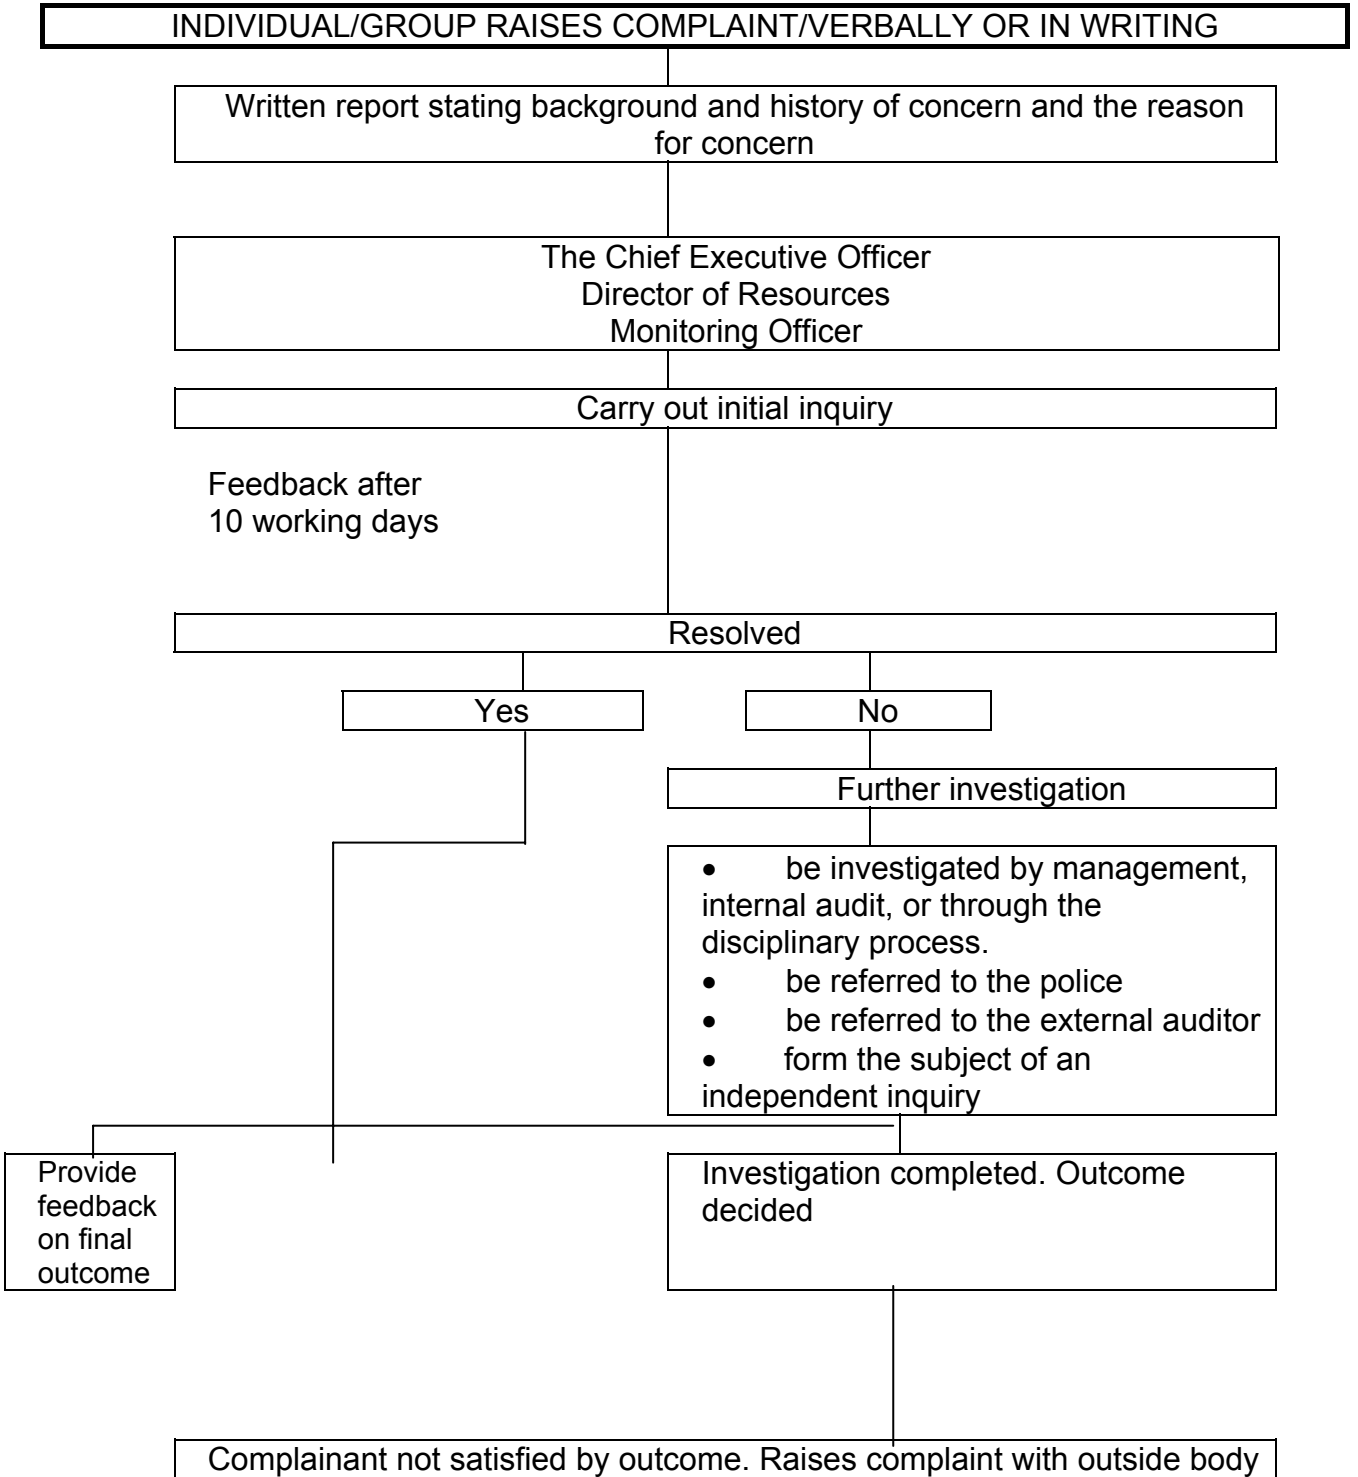 INDIVIDUAL/GROUP RAISES COMPLAINT/VERBALLY OR IN WRITING
Written report stating background and history of concern and the reason
for concern
The Chief Executive Officer
Director of Resources
Monitoring Officer
Carry out initial inquiry
Feedback after
10 working days
Resolved
Yes
No
Further investigation
• be investigated by management,
internal audit, or through the
disciplinary process.
• be referred to the police
• be referred to the external auditor
• form the subject of an
independent inquiry
Provide
feedback
on final
outcome
Investigation completed. Outcome
decided
Complainant not satisfied by outcome. Raises complaint with outside body